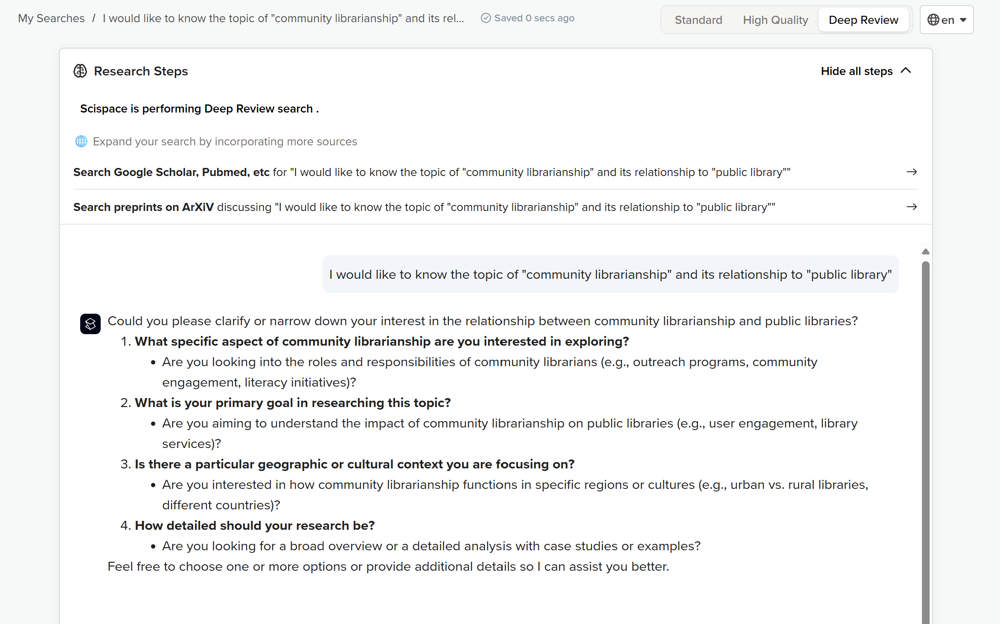 My Searches / I would like to know the topic of "community librarianship" and its rel... Saved 0 secs ago
Standard High Quality Deep Review en
Research Steps
Hide all steps
Scispace is performing Deep Review search .
Expand your search by incorporating more sources
Search Google Scholar, Pubmed, etc for "I would like to know the topic of "community librarianship" and its relationship to "public library""
Search preprints on ArXiV discussing "I would like to know the topic of "community librarianship" and its relationship to "public library""
I would like to know the topic of "community librarianship" and its relationship to "public library"
Could you please clarify or narrow down your interest in the relationship between community librarianship and public libraries?
1. What specific aspect of community librarianship are you interested in exploring?
• Are you looking into the roles and responsibilities of community librarians (e.g., outreach programs, community
engagement, literacy initiatives)?
2. What is your primary goal in researching this topic?
• Are you aiming to understand the impact of community librarianship on public libraries (e.g., user engagement, library
services)?
3. Is there a particular geographic or cultural context you are focusing on?
• Are you interested in how community librarianship functions in specific regions or cultures (e.g., urban vs. rural libraries,
different countries)?
4. How detailed should your research be?
• Are you looking for a broad overview or a detailed analysis with case studies or examples?
Feel free to choose one or more options or provide additional details so I can assist you better.